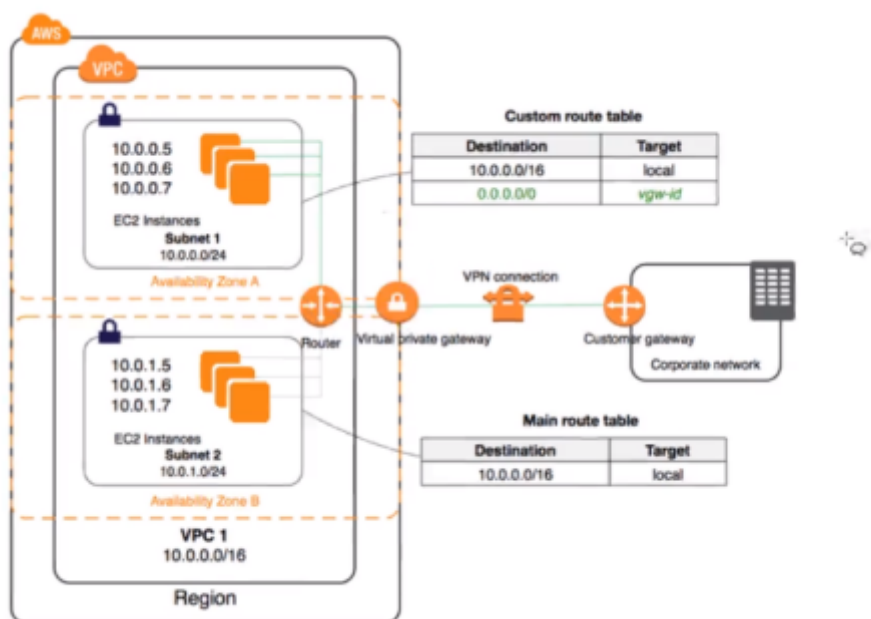 AWS
VPC
10.0.0.5
10.0.0.6
10.0.0.7
EC2 Instances
Subnet 1
10.0.0.0/24
Availability Zone A
Custom route table
Destination Target
10.0.0.0/16 local
0.0.0.0/0 vgw-id
Router
Virtual private gateway
VPN connection
Customer gateway
Corporate network
10.0.1.5
10.0.1.6
10.0.1.7
EC2 Instances
Subnet 2
10.0.1.0/24
Availability Zone B
Main route table
Destination Target
10.0.0.0/16 local
VPC 1
10.0.0.0/16
Region